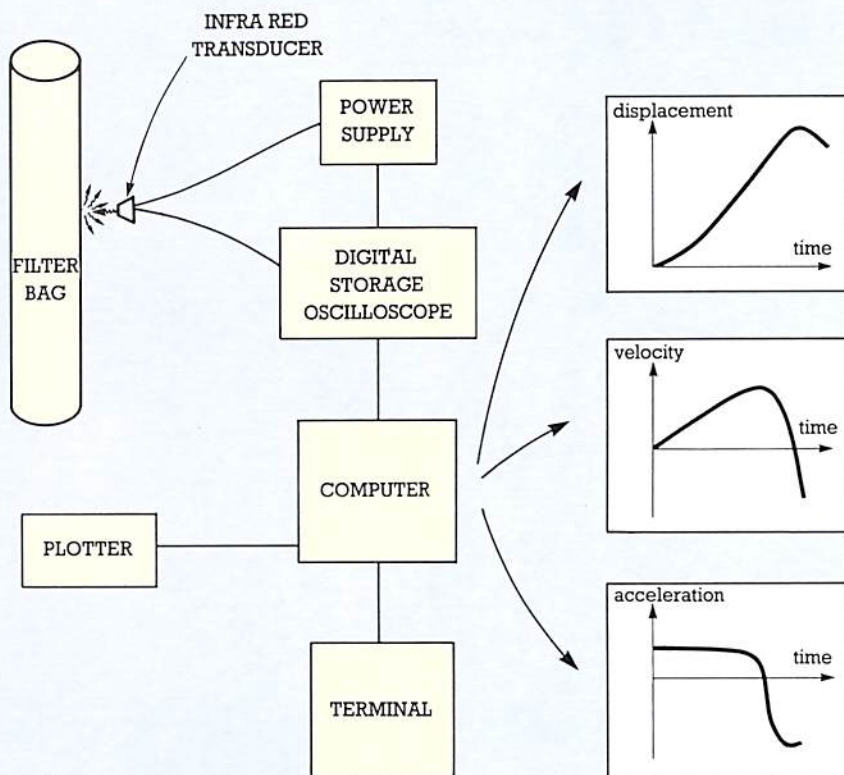 INFRA RED
TRANSDUCER
POWER
SUPPLY
FILTER
BAG
DIGITAL
STORAGE
OSCILLOSCOPE
COMPUTER
PLOTTER
TERMINAL
displacement
time
velocity
time
acceleration
time